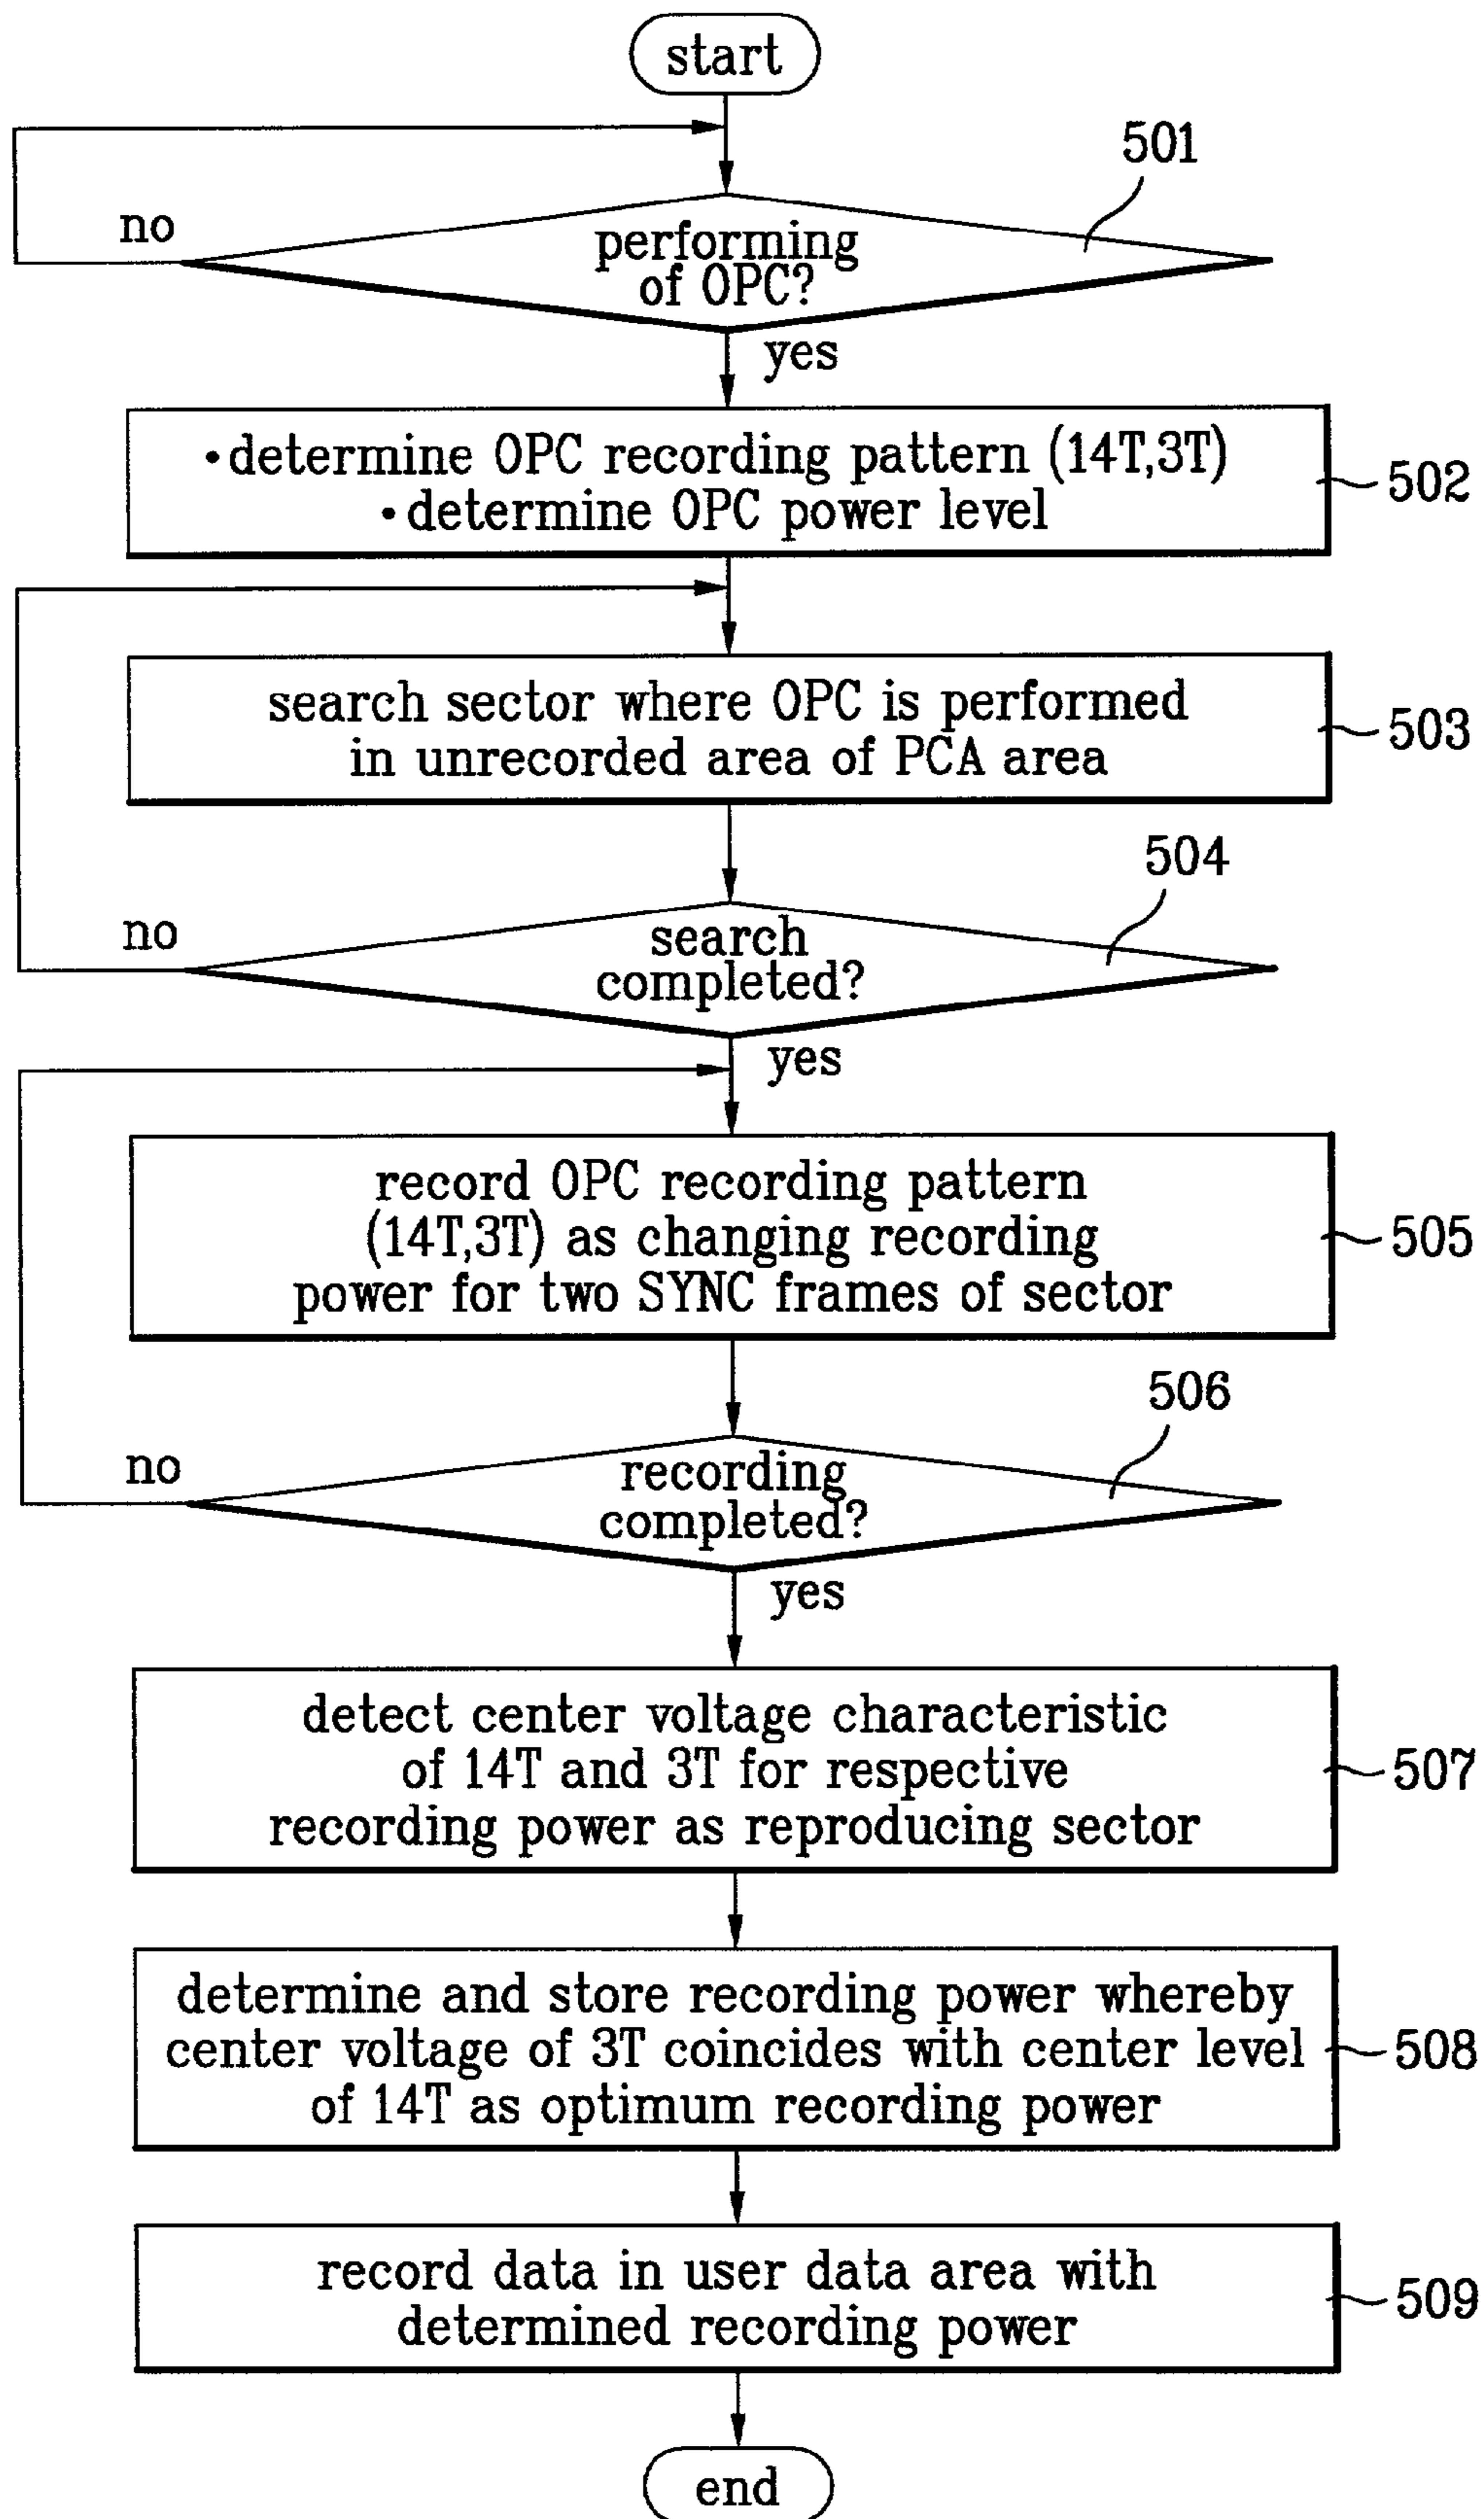 start
501
no
performing
of OPC?
yes
•determine OPC recording pattern (14T,3T)
•determine OPC power level
502
search sector where OPC is performed
in unrecorded area of PCA area
503
504
no
search
completed?
yes
record OPC recording pattern
(14T,3T) as changing recording
power for two SYNC frames of sector
505
506
no
recording
completed?
yes
detect center voltage characteristic
of 14T and 3T for respective
recording power as reproducing sector
507
determine and store recording power whereby
center voltage of 3T coincides with center level
of 14T as optimum recording power
508
record data in user data area with
determined recording power
509
end